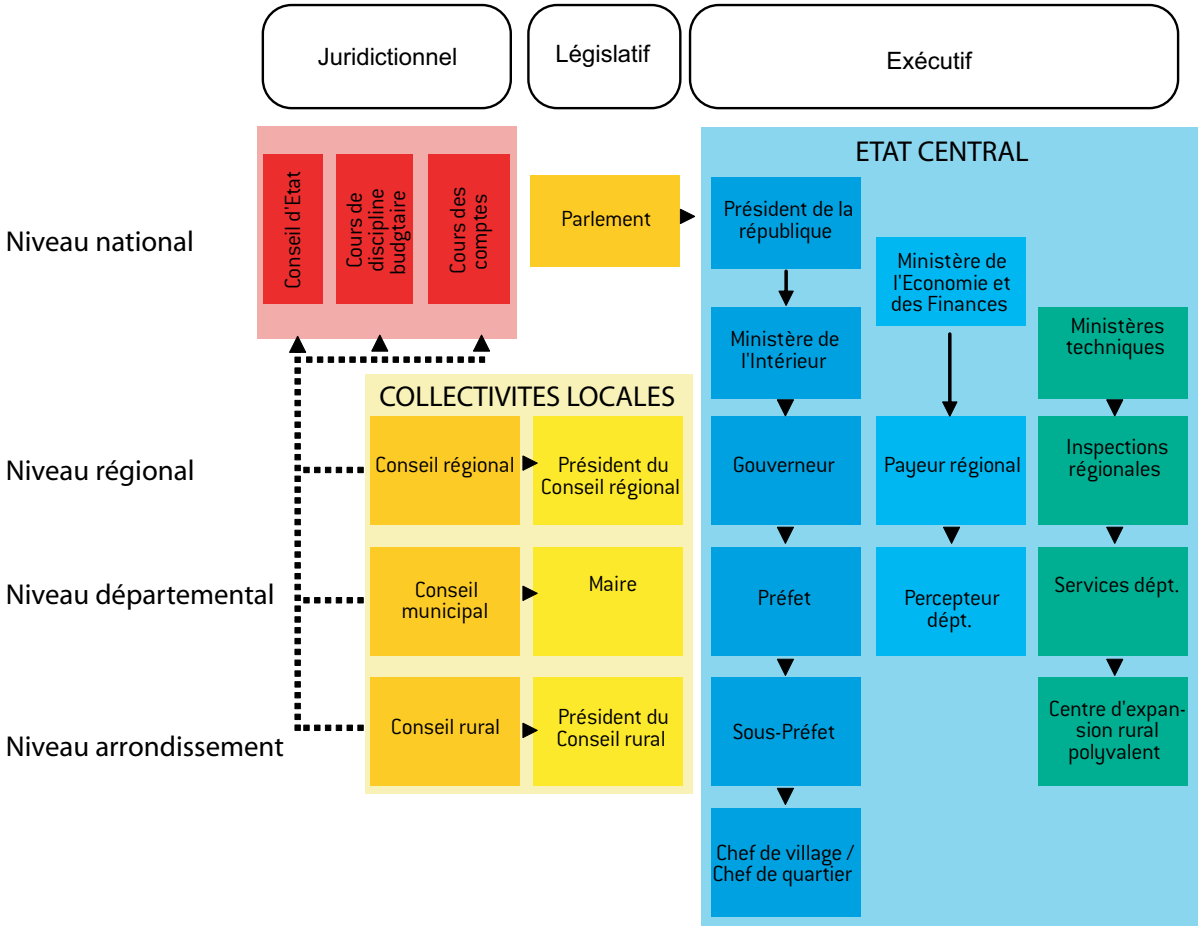 Juridictionnel
Législatif
Exécutif
ETAT CENTRAL
Niveau national
Conseil d'Etat
Cours de
discipline
budgtaire
Cours des
comptes
Parlement
Président de la
république
Ministère de
l'Economie et
des Finances
Ministère de
l'Intérieur
Ministères
techniques
COLLECTIVITES LOCALES
Niveau régional
Conseil régional
Président du
Conseil régional
Gouverneur
Payeur régional
Inspections
régionales
Niveau départemental
Conseil
municipal
Maire
Préfet
Percepteur
dépt.
Services dépt.
Niveau arrondissement
Conseil rural
Président du
Conseil rural
Sous-Préfet
Centre d'expan-
sion rural
polyvalent
Chef de village /
Chef de quartier